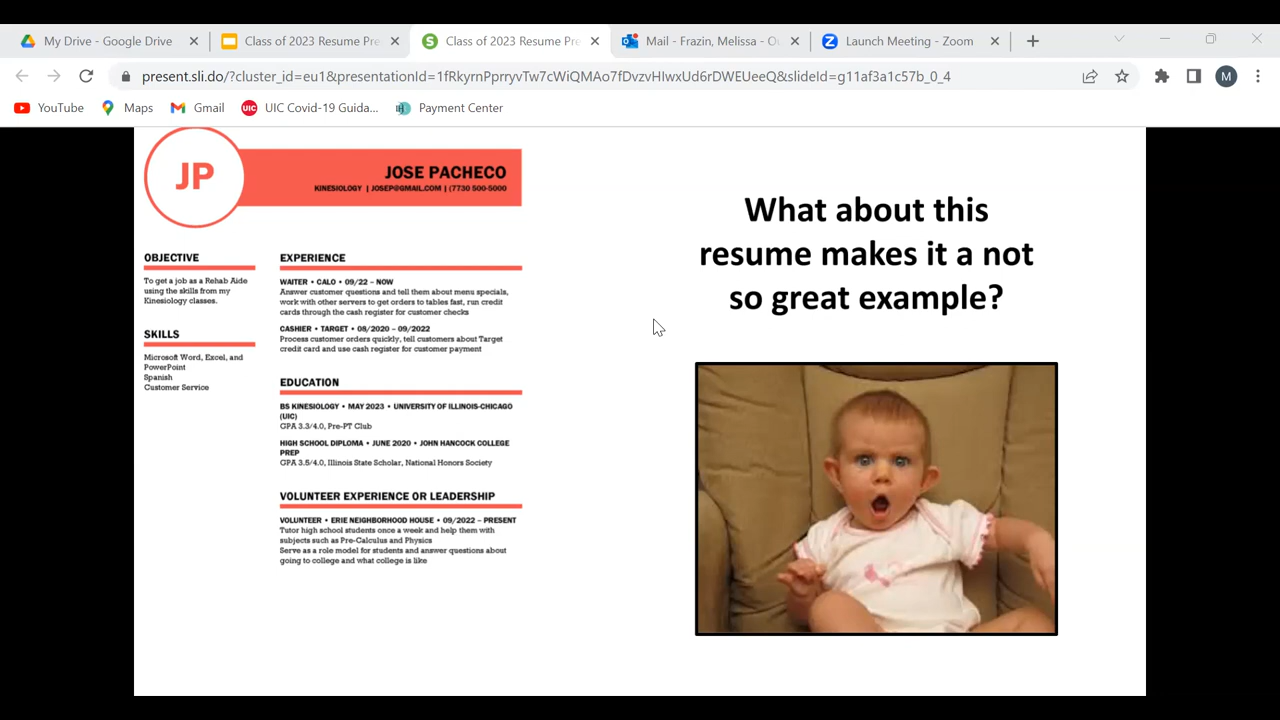 My Drive - Google Drive
Class of 2023 Resume Pre
Class of 2023 Resume Pre
Mail - Frazin, Melissa - Ou
Launch Meeting - Zoom
present.sli.do/?cluster_id=eu1&presentationId=1fRkyrnPprryvTw7cWiQMAo7fDvzvHIwxUd6rDWEUeeQ&slideId=g11af3a1c57b_0_4
M
YouTube
Maps
Gmail
UIC
UIC Covid-19 Guida...
Payment Center
JP
JOSE PACHECO
KINESIOLOGY | JOSEP@GMAIL.COM | (7730 500-5000
OBJECTIVE
To get a job as a Rehab Aide
using the skills from my
Kinesiology classes.
SKILLS
Microsoft Word, Excel, and
PowerPoint
Spanish
Customer Service
EXPERIENCE
WAITER • CALO • 09/22 – NOW
Answer customer questions and tell them about menu specials,
work with other servers to get orders to tables fast, run credit
cards through the cash register for customer checks
CASHIER • TARGET • 08/2020 – 09/2022
Process customer orders quickly, tell customers about Target
credit card and use cash register for customer payment
EDUCATION
BS KINESIOLOGY • MAY 2023 • UNIVERSITY OF ILLINOIS-CHICAGO
(UIC)
GPA 3.3/4.0, Pre-PT Club
HIGH SCHOOL DIPLOMA • JUNE 2020 • JOHN HANCOCK COLLEGE
PREP
GPA 3.5/4.0, Illinois State Scholar, National Honors Society
VOLUNTEER EXPERIENCE OR LEADERSHIP
VOLUNTEER • ERIE NEIGHBORHOOD HOUSE • 09/2022 – PRESENT
Tutor high school students once a week and help them with
subjects such as Pre-Calculus and Physics
Serve as a role model for students and answer questions about
going to college and what college is like
What about this
resume makes it a not
so great example?